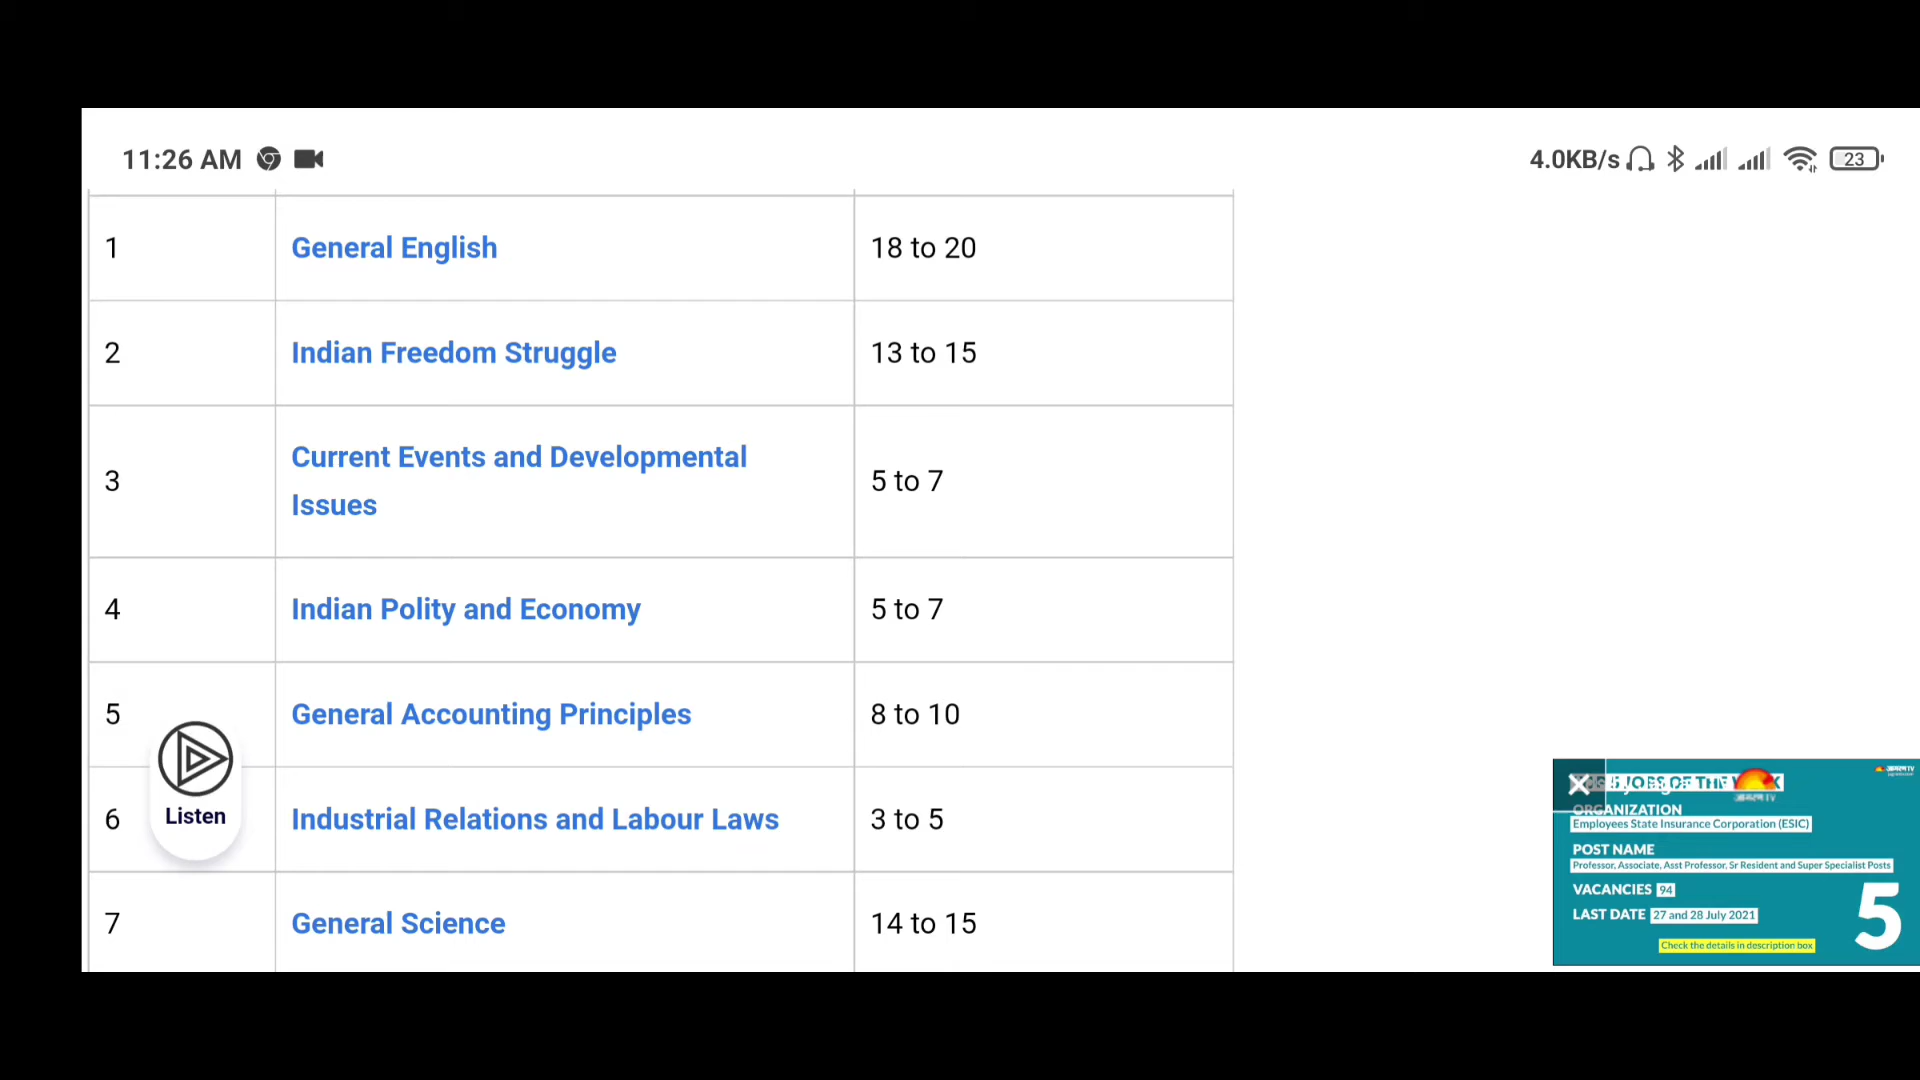 11:26 AM
4.0KB/s
23
1 General English 18 to 20
2 Indian Freedom Struggle 13 to 15
Current Events and Developmental
3 5 to 7
Issues
4 Indian Polity and Economy 5 to 7
5 General Accounting Principles 8 to 10
Listen
6 Industrial Relations and Labour Laws 3 to 5
7 General Science 14 to 15
JOBS OF THE
ORGANIZATION
Employees State Insurance Corporation (ESIC)
POST NAME
Professor, Associate, Asst Professor, Sr Resident and Super Specialist Posts
VACANCIES 94
LAST DATE 27 and 28 July 2021
5
Check the details in description box